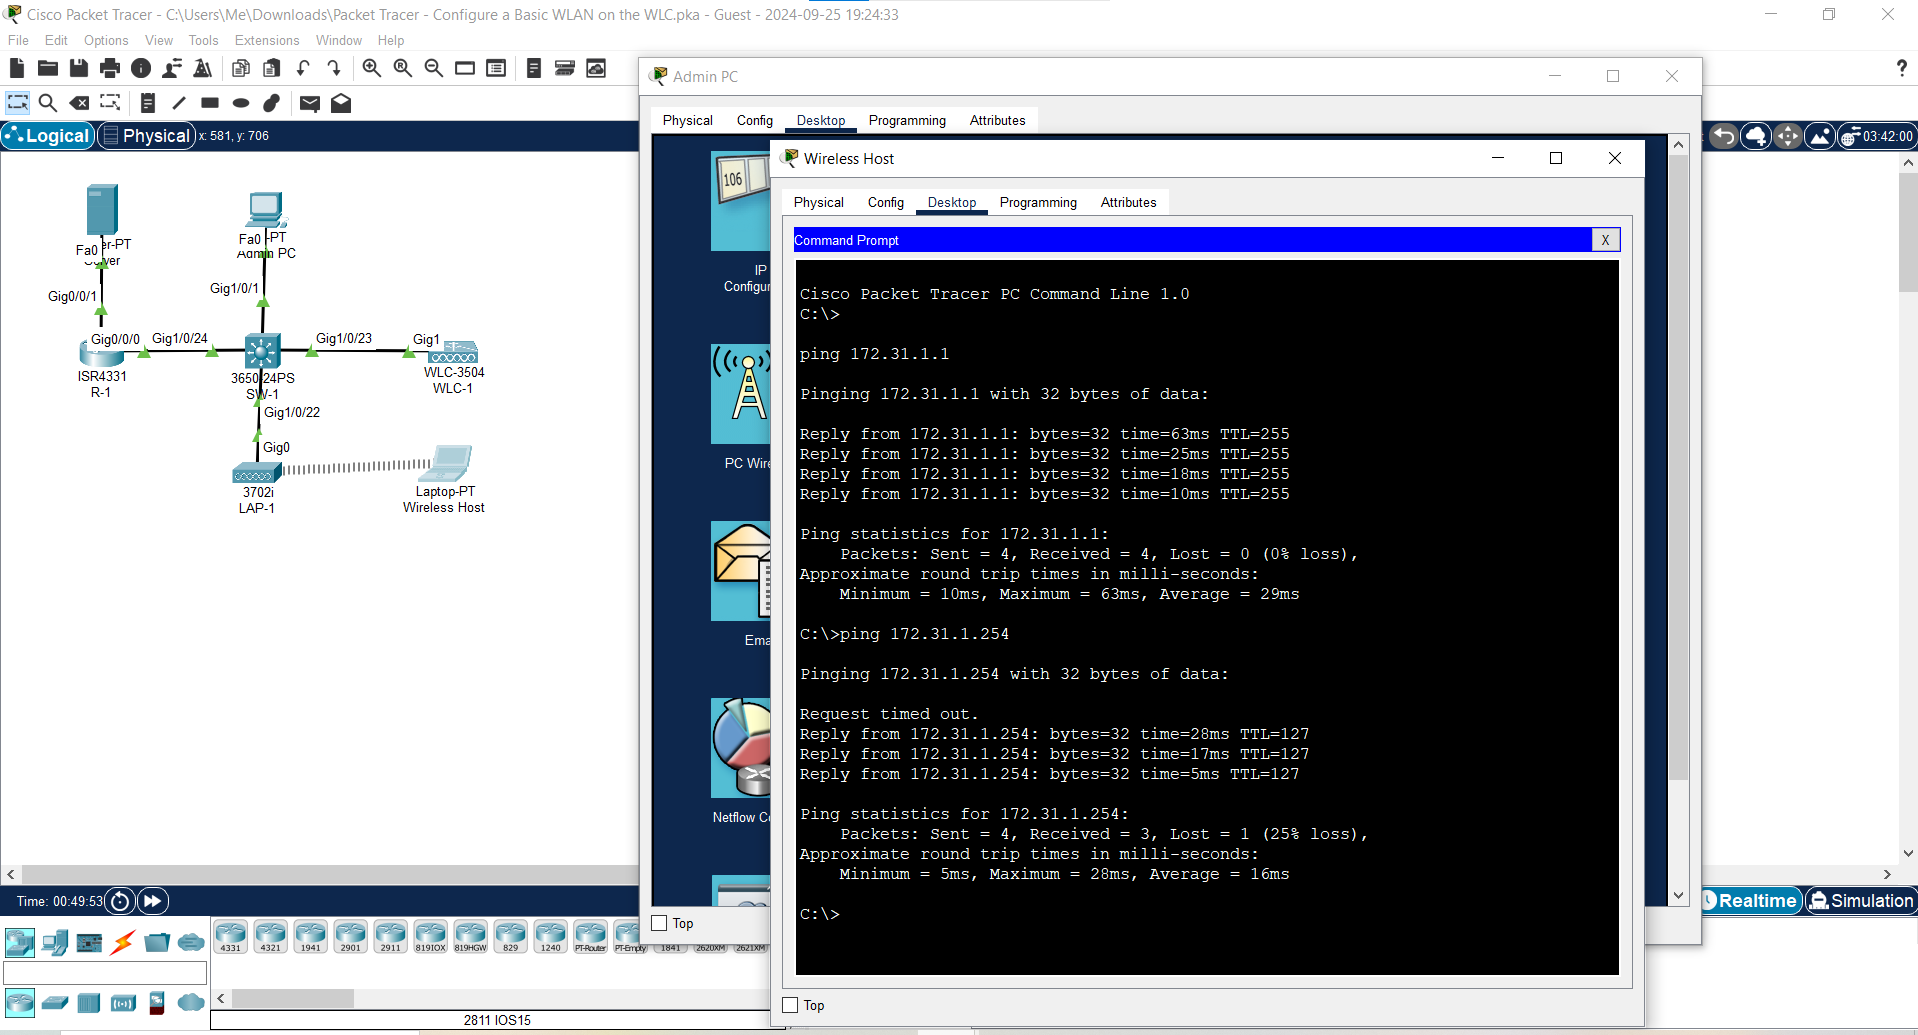 Cisco Packet Tracer - C:\Users\Me\Downloads\Packet Tracer - Configure a Basic WLAN on the WLC.pka - Guest - 2024-09-25 19:24:33
File Edit Options View Tools Extensions Window Help
Logical Physical x: 581, y: 706
03:42:00
Fa0 er-PT
ver
Fa0 -PT
Admin PC
Gig0/0/1
Gig1/0/1
Gig0/0/0 Gig1/0/24 Gig1/0/23 Gig1
ISR4331
R-1
3650-24PS
SW-1
WLC-3504
WLC-1
Gig1/0/22
Gig0
3702i
LAP-1
Laptop-PT
Wireless Host
Admin PC
Physical Config Desktop Programming Attributes
106
IP
Configur
PC Wire
Ema
Netflow Co
Top
Wireless Host
Physical Config Desktop Programming Attributes
Command Prompt X
Cisco Packet Tracer PC Command Line 1.0
C:\>
ping 172.31.1.1
Pinging 172.31.1.1 with 32 bytes of data:
Reply from 172.31.1.1: bytes=32 time=63ms TTL=255
Reply from 172.31.1.1: bytes=32 time=25ms TTL=255
Reply from 172.31.1.1: bytes=32 time=18ms TTL=255
Reply from 172.31.1.1: bytes=32 time=10ms TTL=255
Ping statistics for 172.31.1.1:
Packets: Sent = 4, Received = 4, Lost = 0 (0% loss),
Approximate round trip times in milli-seconds:
Minimum = 10ms, Maximum = 63ms, Average = 29ms
C:\>ping 172.31.1.254
Pinging 172.31.1.254 with 32 bytes of data:
Request timed out.
Reply from 172.31.1.254: bytes=32 time=28ms TTL=127
Reply from 172.31.1.254: bytes=32 time=17ms TTL=127
Reply from 172.31.1.254: bytes=32 time=5ms TTL=127
Ping statistics for 172.31.1.254:
Packets: Sent = 4, Received = 3, Lost = 1 (25% loss),
Approximate round trip times in milli-seconds:
Minimum = 5ms, Maximum = 28ms, Average = 16ms
C:\>
Top
Time: 00:49:53
Realtime Simulation
4331 4321 1941 2901 2911 819IOX 819HGW 829 1240 PT-Router PT-Empty 1841 2620XM 2621XM
2811 IOS15